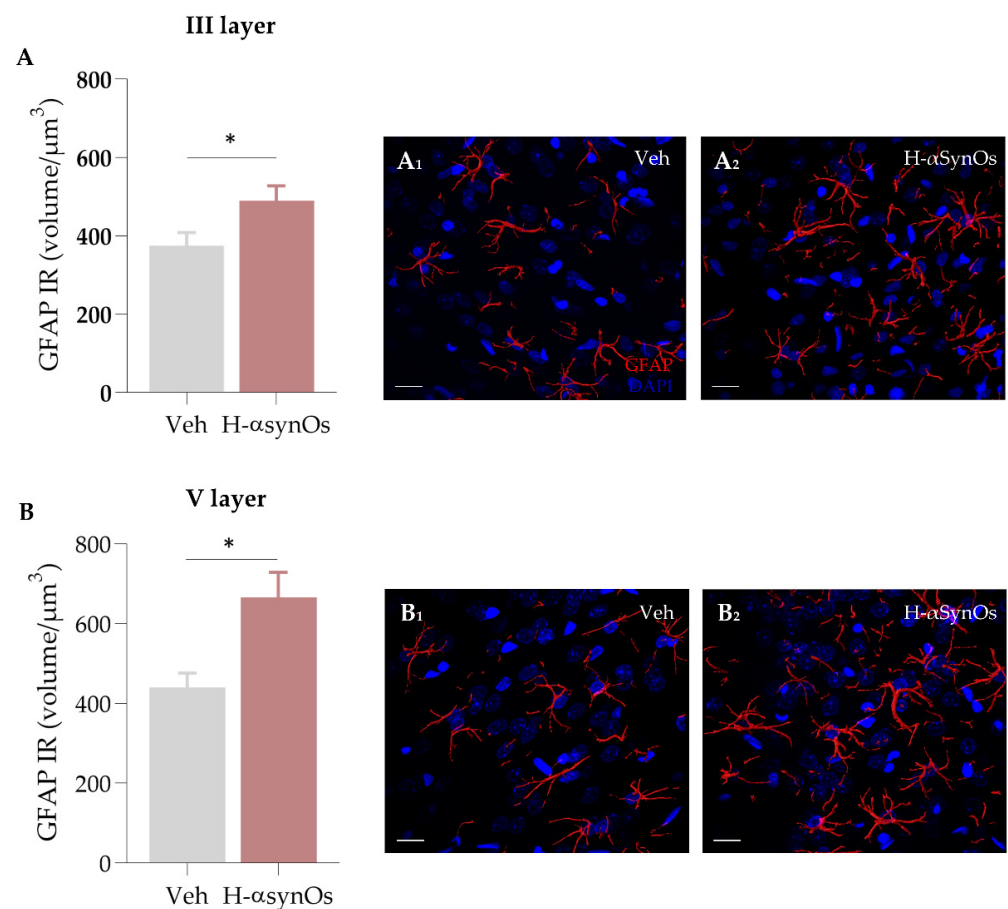 III layer
A
GFAP IR (volume/μm³)
800
600
400
200
0
*
Veh
H-αsynOs
A₁
Veh
GFAP
DAPI
A₂
H-αSynOs
V layer
B
GFAP IR (volume/μm³)
800
600
400
200
0
*
Veh
H-αsynOs
B₁
Veh
B₂
H-αSynOs